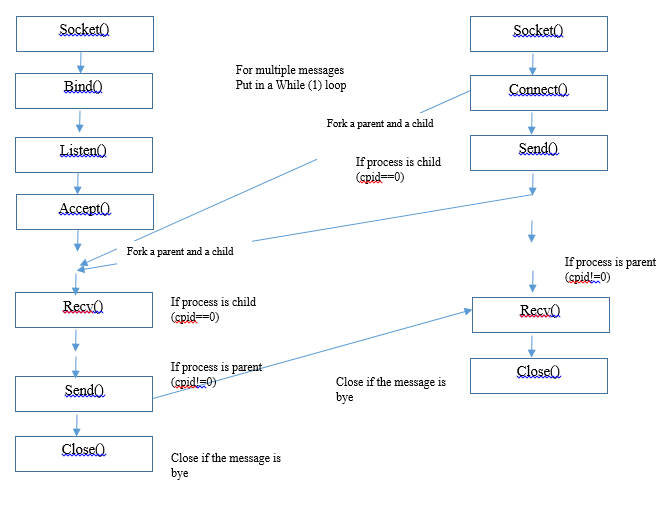 Socket()
Bind()
Listen()
Accept()
Fork a parent and a child
Recv()
If process is child
(cpid==0)
If process is parent
(cpid!=0)
Send()
Close()
Close if the message is
bye
For multiple messages
Put in a While (1) loop
Socket()
Connect()
Fork a parent and a child
Send()
If process is child
(cpid==0)
If process is parent
(cpid!=0)
Recv()
Close()
Close if the message is
bye